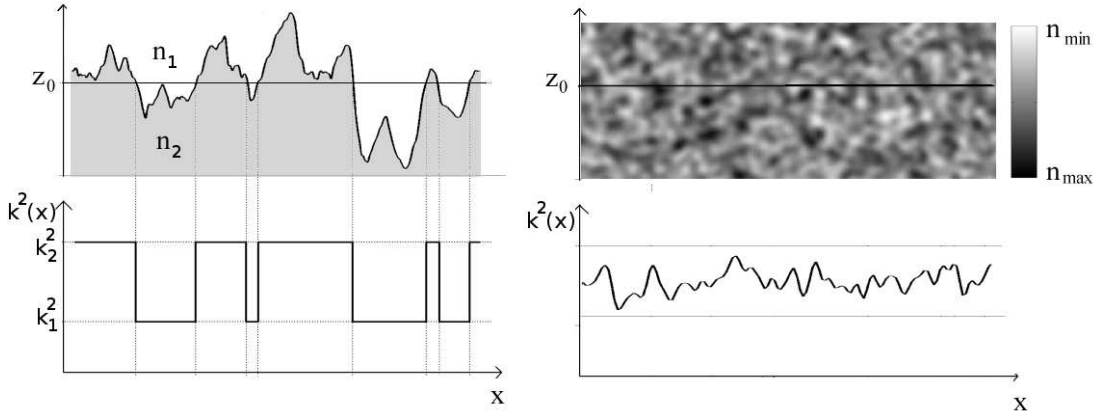 n₁
z₀
n₂
k²(x)
k₂²
k₁²
x
n min
z₀
n max
k²(x)
x